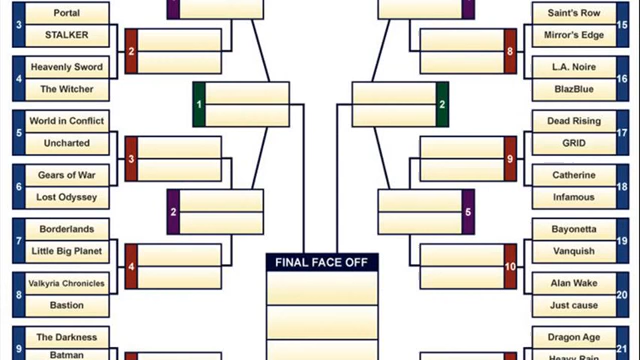 3
Portal
STALKER
4
Heavenly Sword
The Witcher
5
World in Conflict
Uncharted
6
Gears of War
Lost Odyssey
7
Borderlands
Little Big Planet
8
Valkyria Chronicles
Bastion
9
The Darkness
Batman
2
3
4
1
2
FINAL FACE OFF
2
5
8
9
10
Saint's Row
Mirror's Edge
15
L.A. Noire
BlazBlue
16
Dead Rising
GRID
17
Catherine
Infamous
18
Bayonetta
Vanquish
19
Alan Wake
Just cause
20
Dragon Age
Heavy Rain
21